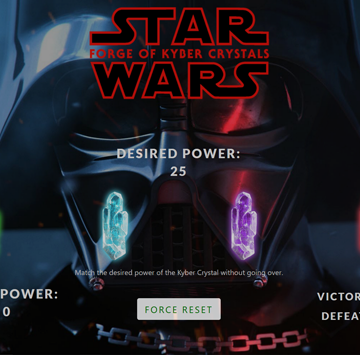 STAR
FORGE OF KYBER CRYSTALS
WARS
DESIRED POWER:
25
Match the desired power of the Kyber Crystal without going over.
POWER:
0
FORCE RESET
VICTOR
DEFEAT